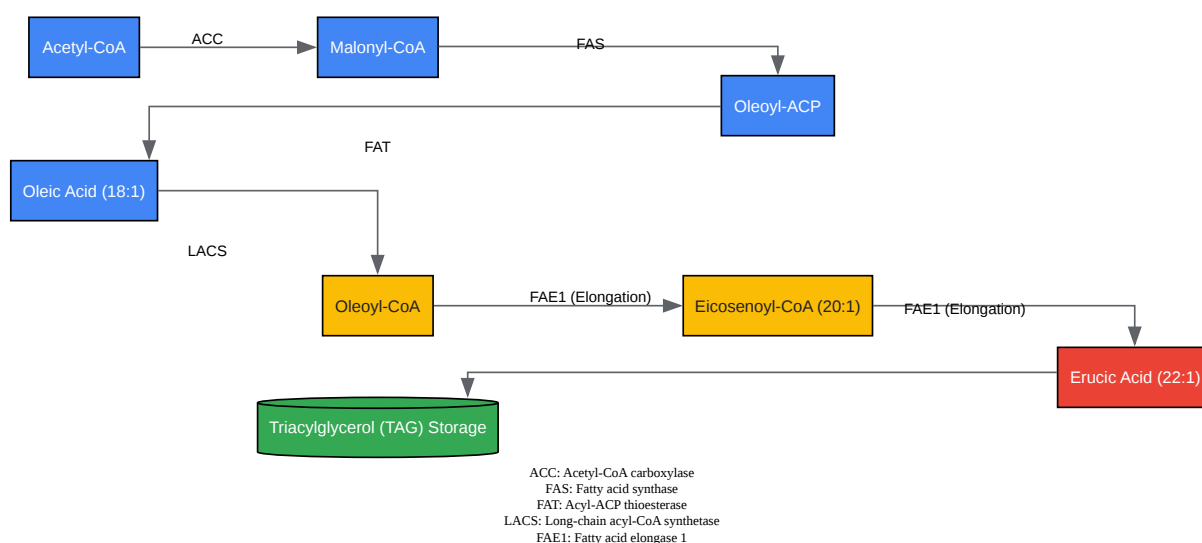 Acetyl-CoA
ACC
Malonyl-CoA
FAS
Oleoyl-ACP
FAT
Oleic Acid (18:1)
LACS
Oleoyl-CoA
FAE1 (Elongation)
Eicosenoyl-CoA (20:1)
FAE1 (Elongation)
Erucic Acid (22:1)
Triacylglycerol (TAG) Storage
ACC: Acetyl-CoA carboxylase
FAS: Fatty acid synthase
FAT: Acyl-ACP thioesterase
LACS: Long-chain acyl-CoA synthetase
FAE1: Fatty acid elongase 1